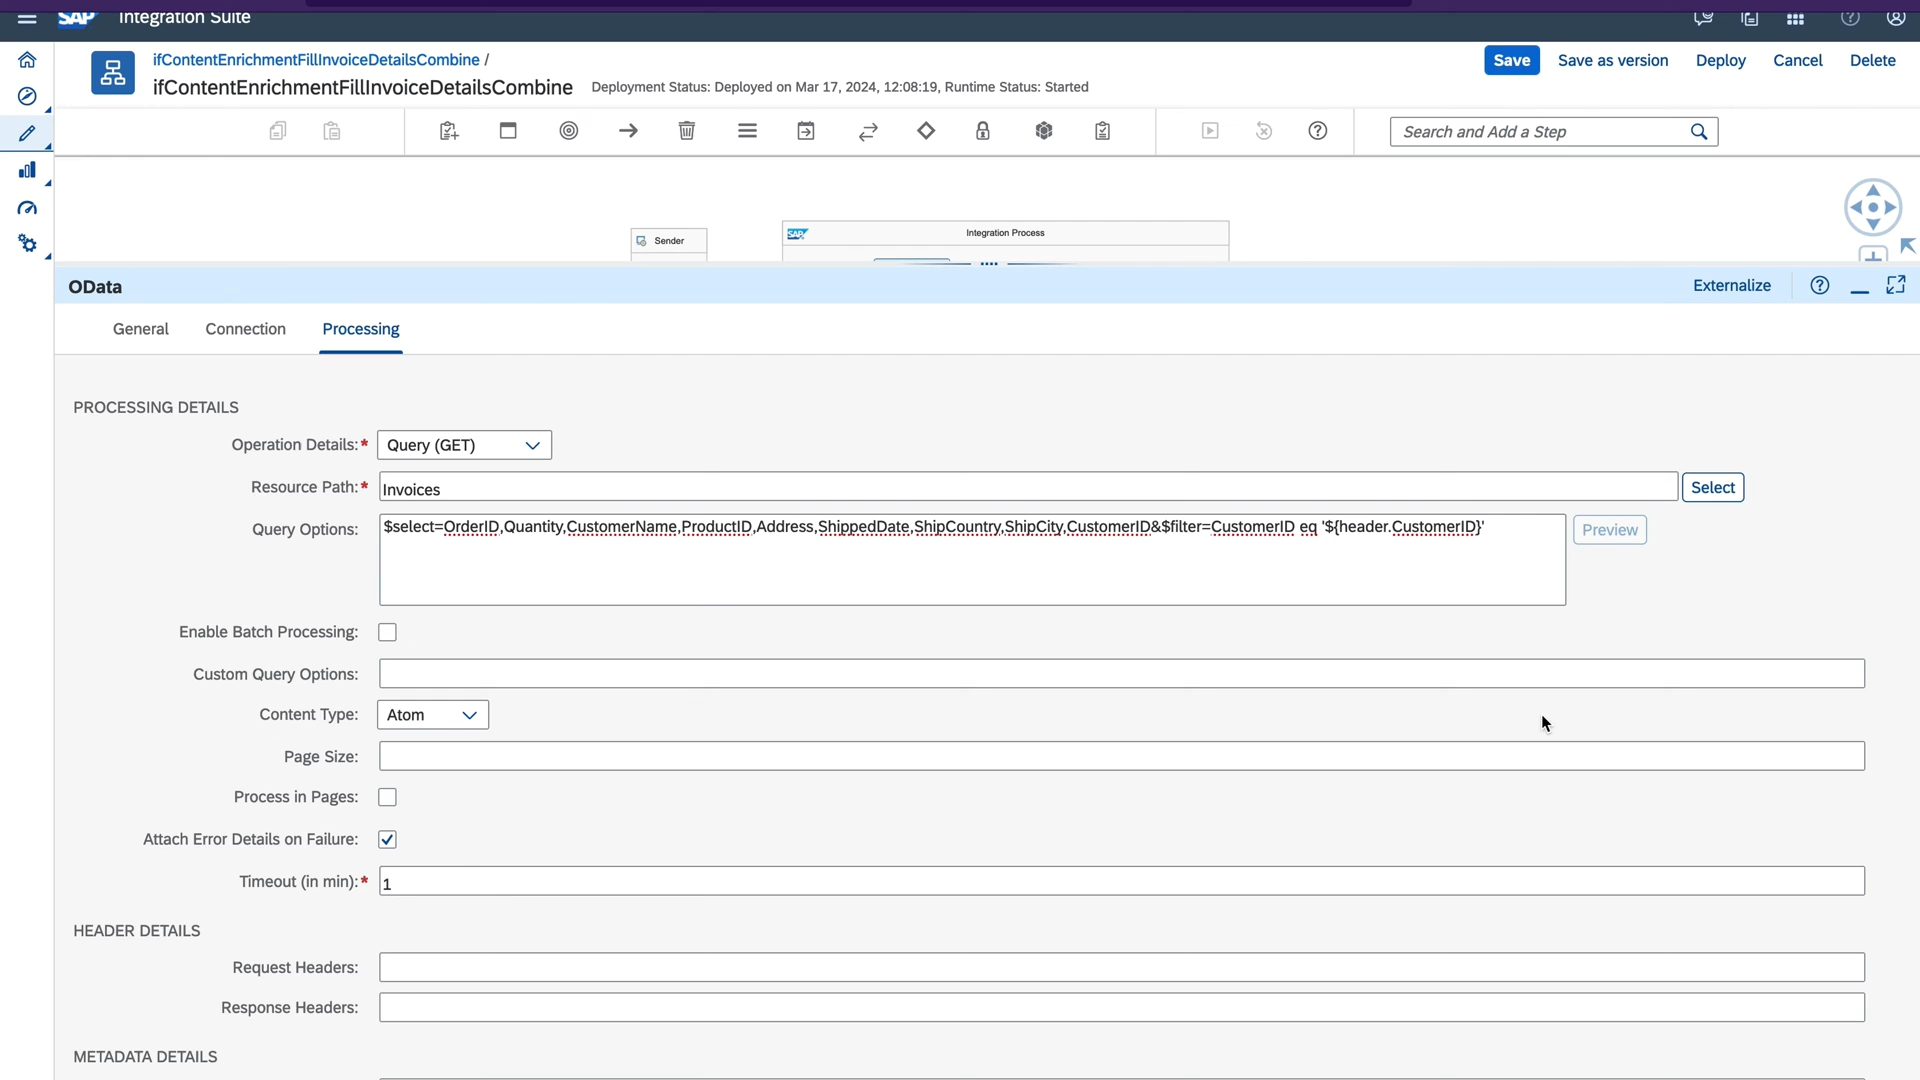 SAP Integration Suite
ifContentEnrichmentFillInvoiceDetailsCombine /
ifContentEnrichmentFillInvoiceDetailsCombine Deployment Status: Deployed on Mar 17, 2024, 12:08:19, Runtime Status: Started
Save Save as version Deploy Cancel Delete
Search and Add a Step
Sender
SAP Integration Process
OData
Externalize
General Connection Processing
PROCESSING DETAILS
Operation Details:* Query (GET)
Resource Path:* Invoices Select
Query Options: $select=OrderID,Quantity,CustomerName,ProductID,Address,ShippedDate,ShipCountry,ShipCity,CustomerID&$filter=CustomerID eq '${header.CustomerID}' Preview
Enable Batch Processing:
Custom Query Options:
Content Type: Atom
Page Size:
Process in Pages:
Attach Error Details on Failure:
Timeout (in min):* 1
HEADER DETAILS
Request Headers:
Response Headers:
METADATA DETAILS